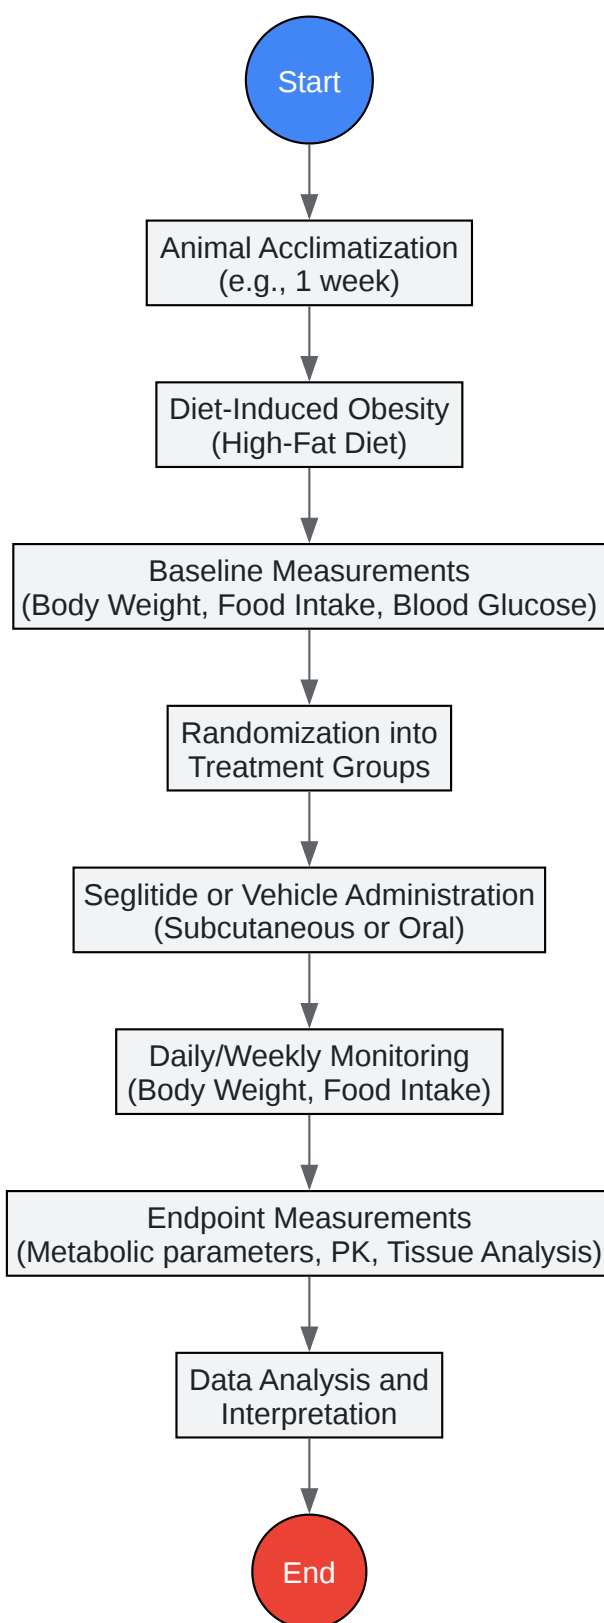 Start
Animal Acclimatization
(e.g., 1 week)
Diet-Induced Obesity
(High-Fat Diet)
Baseline Measurements
(Body Weight, Food Intake, Blood Glucose)
Randomization into
Treatment Groups
Seglitide or Vehicle Administration
(Subcutaneous or Oral)
Daily/Weekly Monitoring
(Body Weight, Food Intake)
Endpoint Measurements
(Metabolic parameters, PK, Tissue Analysis)
Data Analysis and
Interpretation
End